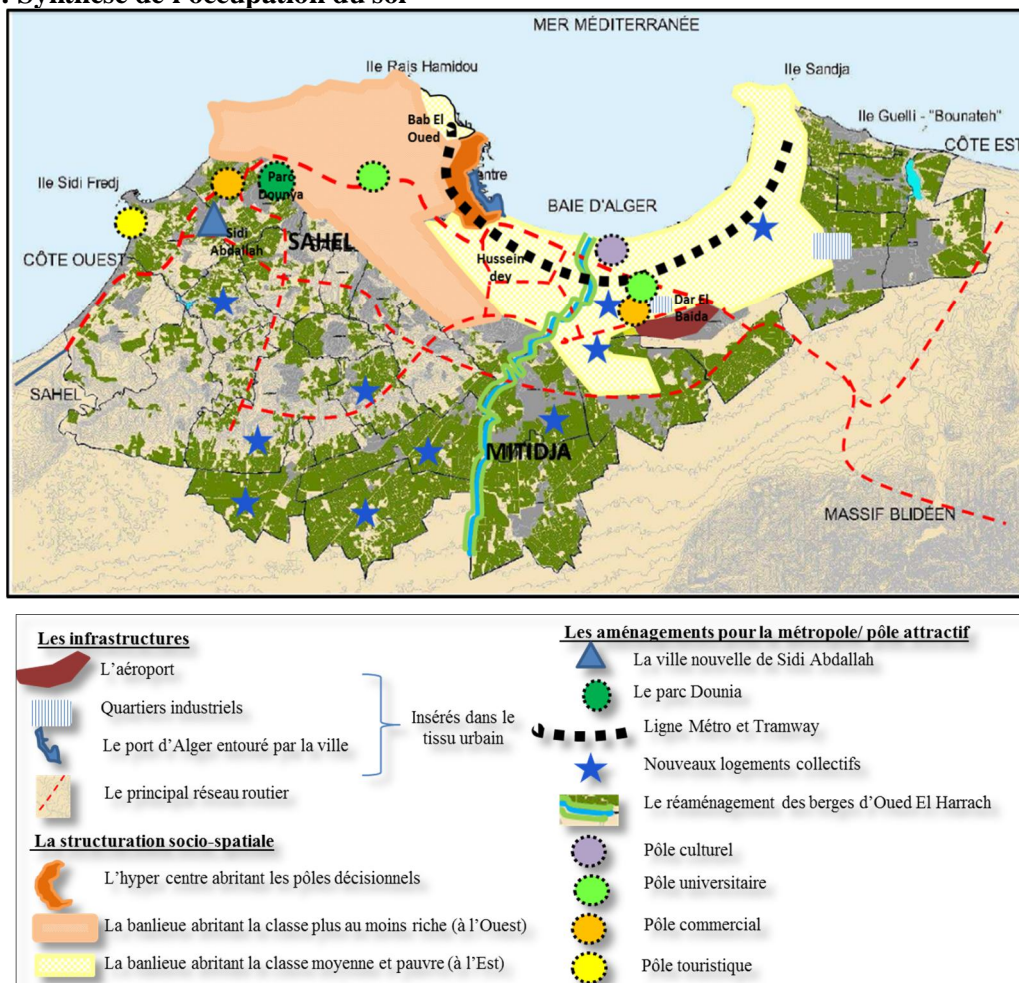 . Synthèse de l'occupation du sol
MER MÉDITERRANÉE
Ile Rais Hamidou
Ile Sandja
Bab El
Oued
Ile Guelli - "Bounateh"
CÔTE EST
Parc
Dounya
entre
Ile Sidi Fredj
BAIE D'ALGER
Sidi
Abdallah
SAHEL
CÔTE OUEST
Hussein
dey
Dar El
Baida
SAHEL
MITIDJA
MASSIF BLIDÉEN
Les infrastructures
L'aéroport
Quartiers industriels
Le port d'Alger entouré par la ville
Insérés dans le
tissu urbain
Le principal réseau routier
La structuration socio-spatiale
L'hyper centre abritant les pôles décisionnels
La banlieue abritant la classe plus au moins riche (à l'Ouest)
La banlieue abritant la classe moyenne et pauvre (à l'Est)
Les aménagements pour la métropole/ pôle attractif
La ville nouvelle de Sidi Abdallah
Le parc Dounia
Ligne Métro et Tramway
Nouveaux logements collectifs
Le réaménagement des berges d'Oued El Harrach
Pôle culturel
Pôle universitaire
Pôle commercial
Pôle touristique